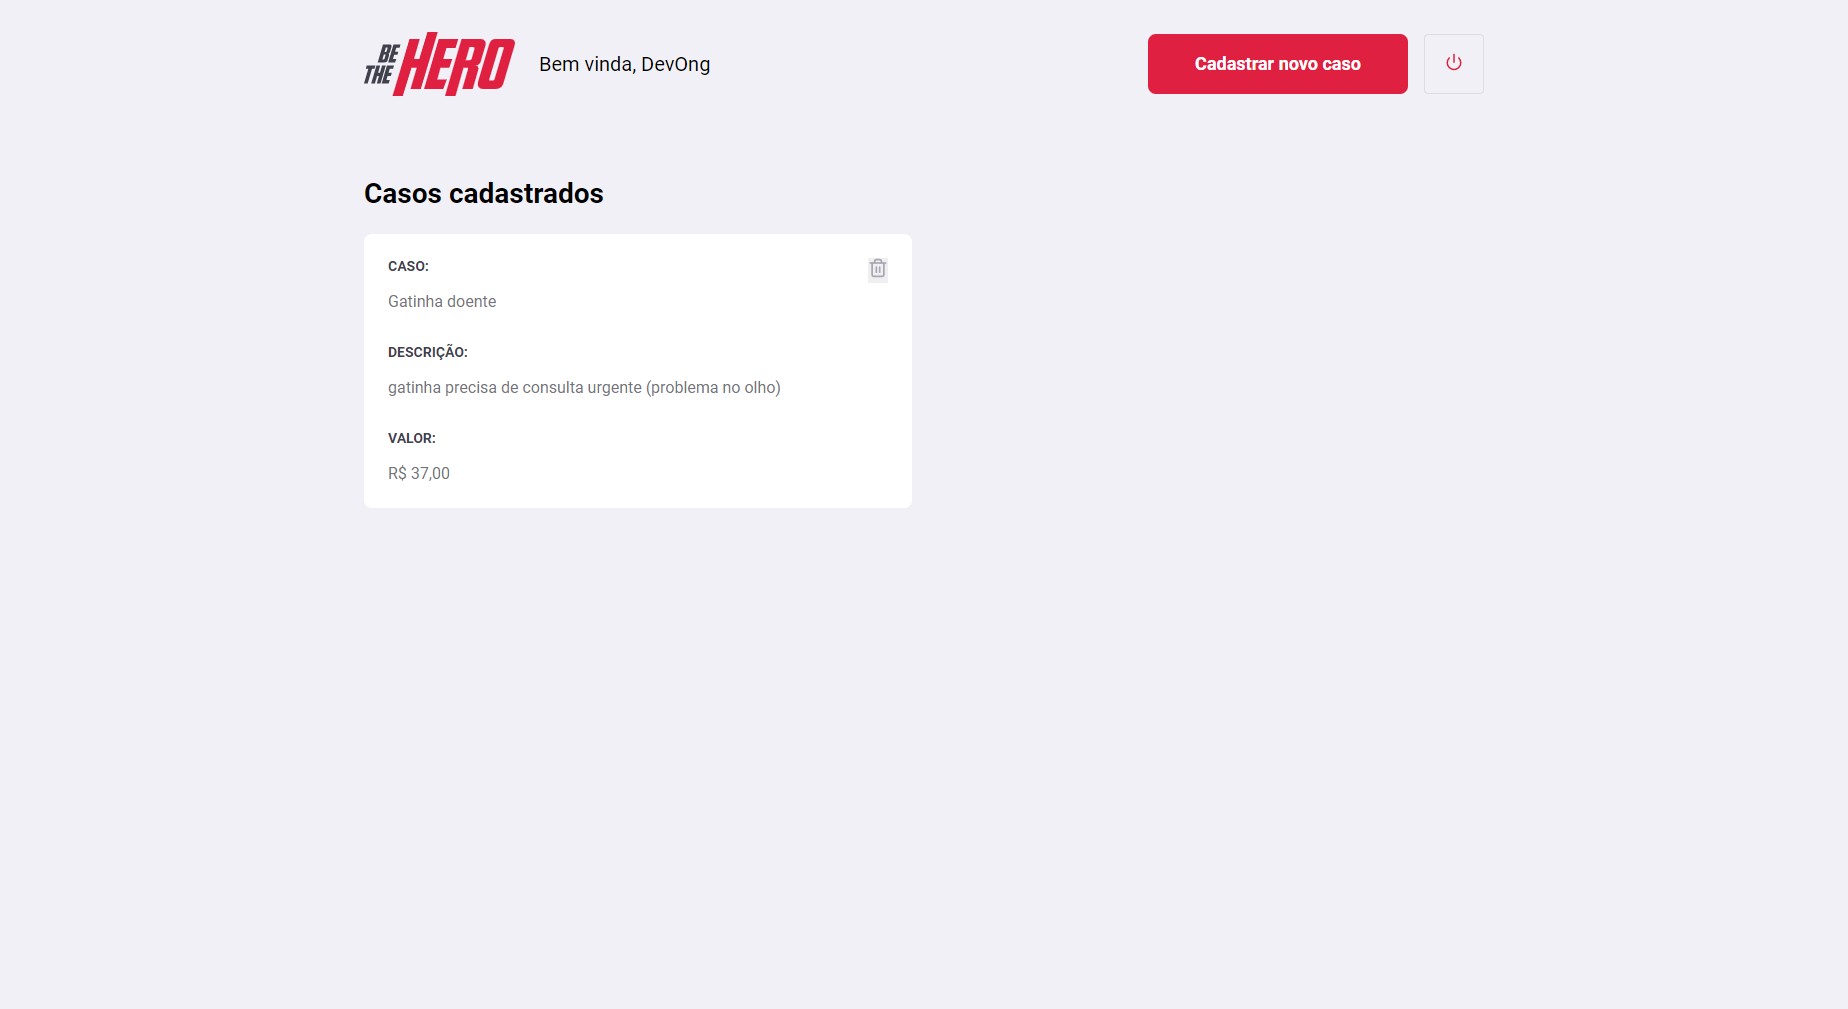 BE THE HERO
Bem vinda, DevOng
Cadastrar novo caso
Casos cadastrados
CASO:
Gatinha doente
DESCRIÇÃO:
gatinha precisa de consulta urgente (problema no olho)
VALOR:
R$ 37,00